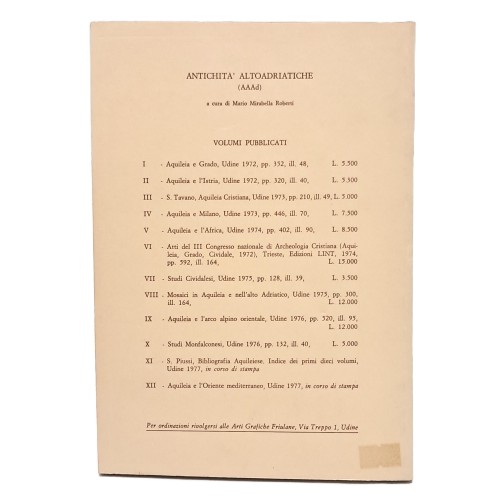 ANTICHITA' ALTOADRIATICHE
(AAAd)
a cura di Mario Mirabella Roberti
VOLUMI PUBBLICATI
I - Aquileia e Grado, Udine 1972, pp. 352, ill. 48, L. 5.500
II - Aquileia e l'Istria, Udine 1972, pp. 320, ill. 40, L. 5.300
III - S. Tavano, Aquileia Cristiana, Udine 1973, pp. 210, ill. 49, L. 5.000
IV - Aquileia e Milano, Udine 1973, pp. 446, ill. 70, L. 7.500
V - Aquileia e l'Africa, Udine 1974, pp. 402, ill. 90, L. 8.500
VI - Atti del III Congresso nazionale di Archeologia Cristiana (Aqui-
leia, Grado, Cividale, 1972), Trieste, Edizioni LINT, 1974,
pp. 592, ill. 164, L. 15.000
VII - Studi Cividalesi, Udine 1975, pp. 128, ill. 39, L. 3.500
VIII - Mosaici in Aquileia e nell'alto Adriatico, Udine 1975, pp. 300,
ill. 164, L. 12.000
IX - Aquileia e l'arco alpino orientale, Udine 1976, pp. 520, ill. 95,
L. 12.000
X - Studi Monfalconesi, Udine 1976, pp. 132, ill. 40, L. 5.000
XI - S. Piussi, Bibliografia Aquileiese. Indice dei primi dieci volumi,
Udine 1977, in corso di stampa
XII - Aquileia e l'Oriente mediterraneo, Udine 1977, in corso di stampa
Per ordinazioni rivolgersi alle Arti Grafiche Friulane, Via Treppo 1, Udine